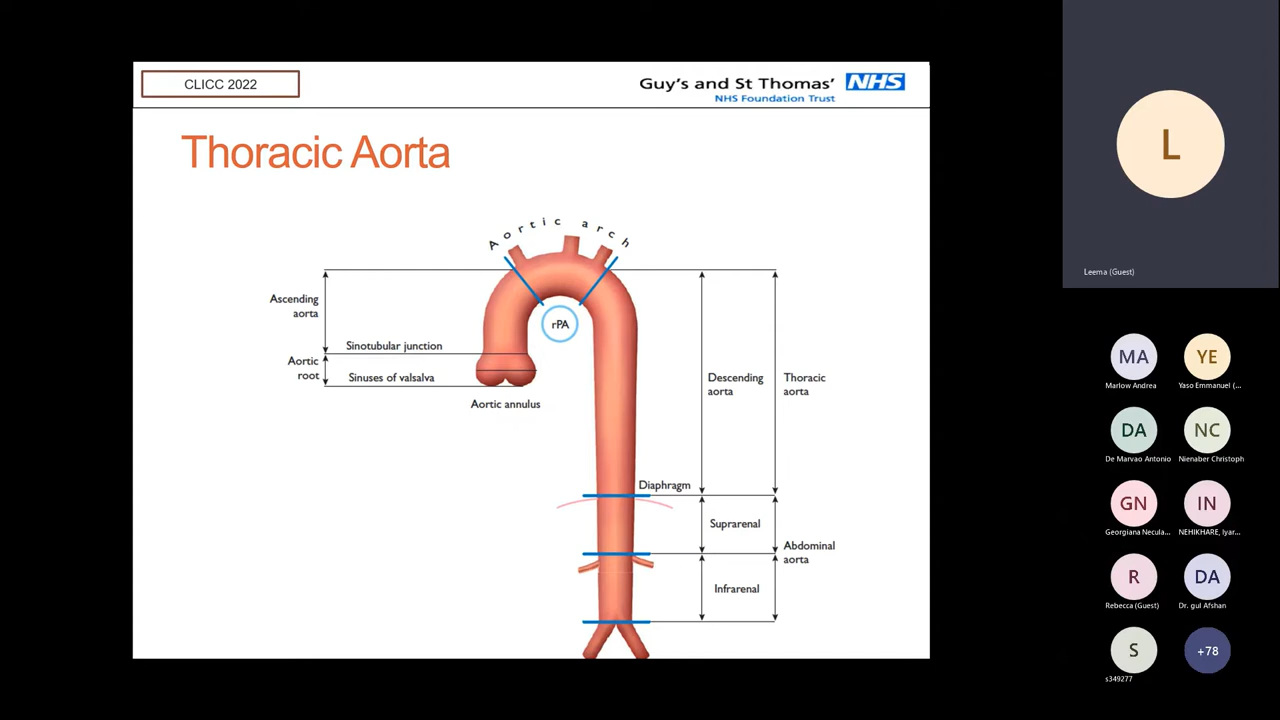 CLICC 2022
Guy's and St Thomas' NHS
NHS Foundation Trust
Thoracic Aorta
Aortic arch
Ascending
aorta
rPA
Sinotubular junction
Aortic
root
Sinuses of valsalva
Aortic annulus
Descending
aorta
Thoracic
aorta
Diaphragm
Suprarenal
Abdominal
aorta
Infrarenal
L
Leema (Guest)
MA
Marlow Andrea
YE
Yaso Emmanuel (...
DA
De Marvao Antonio
NC
Nienaber Christoph
GN
Georgiana Necula...
IN
NEHIKHARE, Iyar...
R
Rebecca (Guest)
DA
Dr. gul Afshan
S
s349277
+78